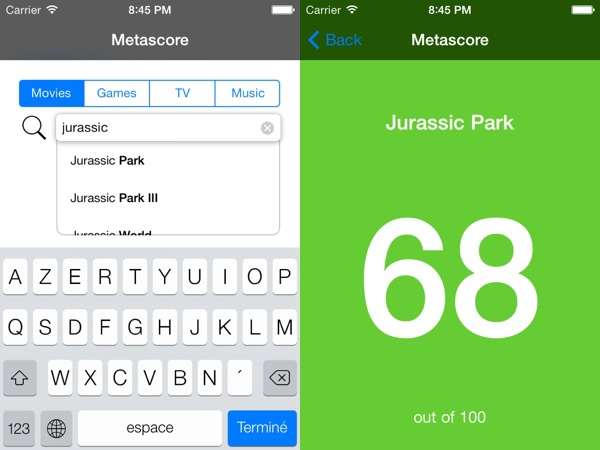 Carrier 8:45 PM
Metascore
Movies Games TV Music
jurassic
Jurassic Park
Jurassic Park III
Jurassic World
A Z E R T Y U I O P
Q S D F G H J K L M
W X C V B N ´
123 espace Terminé
Carrier 8:45 PM
Back Metascore
Jurassic Park
68
out of 100